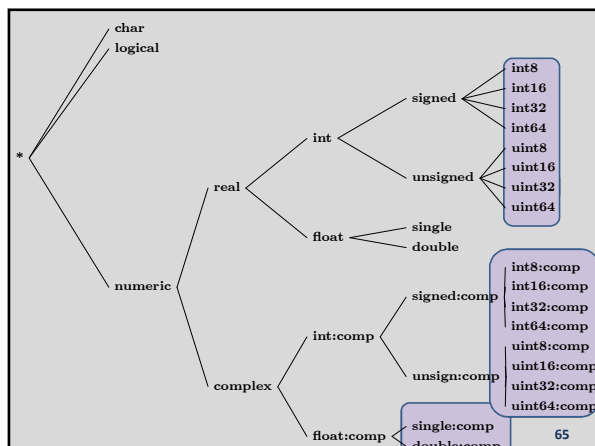 char
logical
*
numeric
real
complex
int
float
int:comp
float:comp
signed
unsigned
single
double
signed:comp
unsign:comp
single:comp
double:comp
int8
int16
int32
int64
uint8
uint16
uint32
uint64
int8:comp
int16:comp
int32:comp
int64:comp
uint8:comp
uint16:comp
uint32:comp
uint64:comp
65